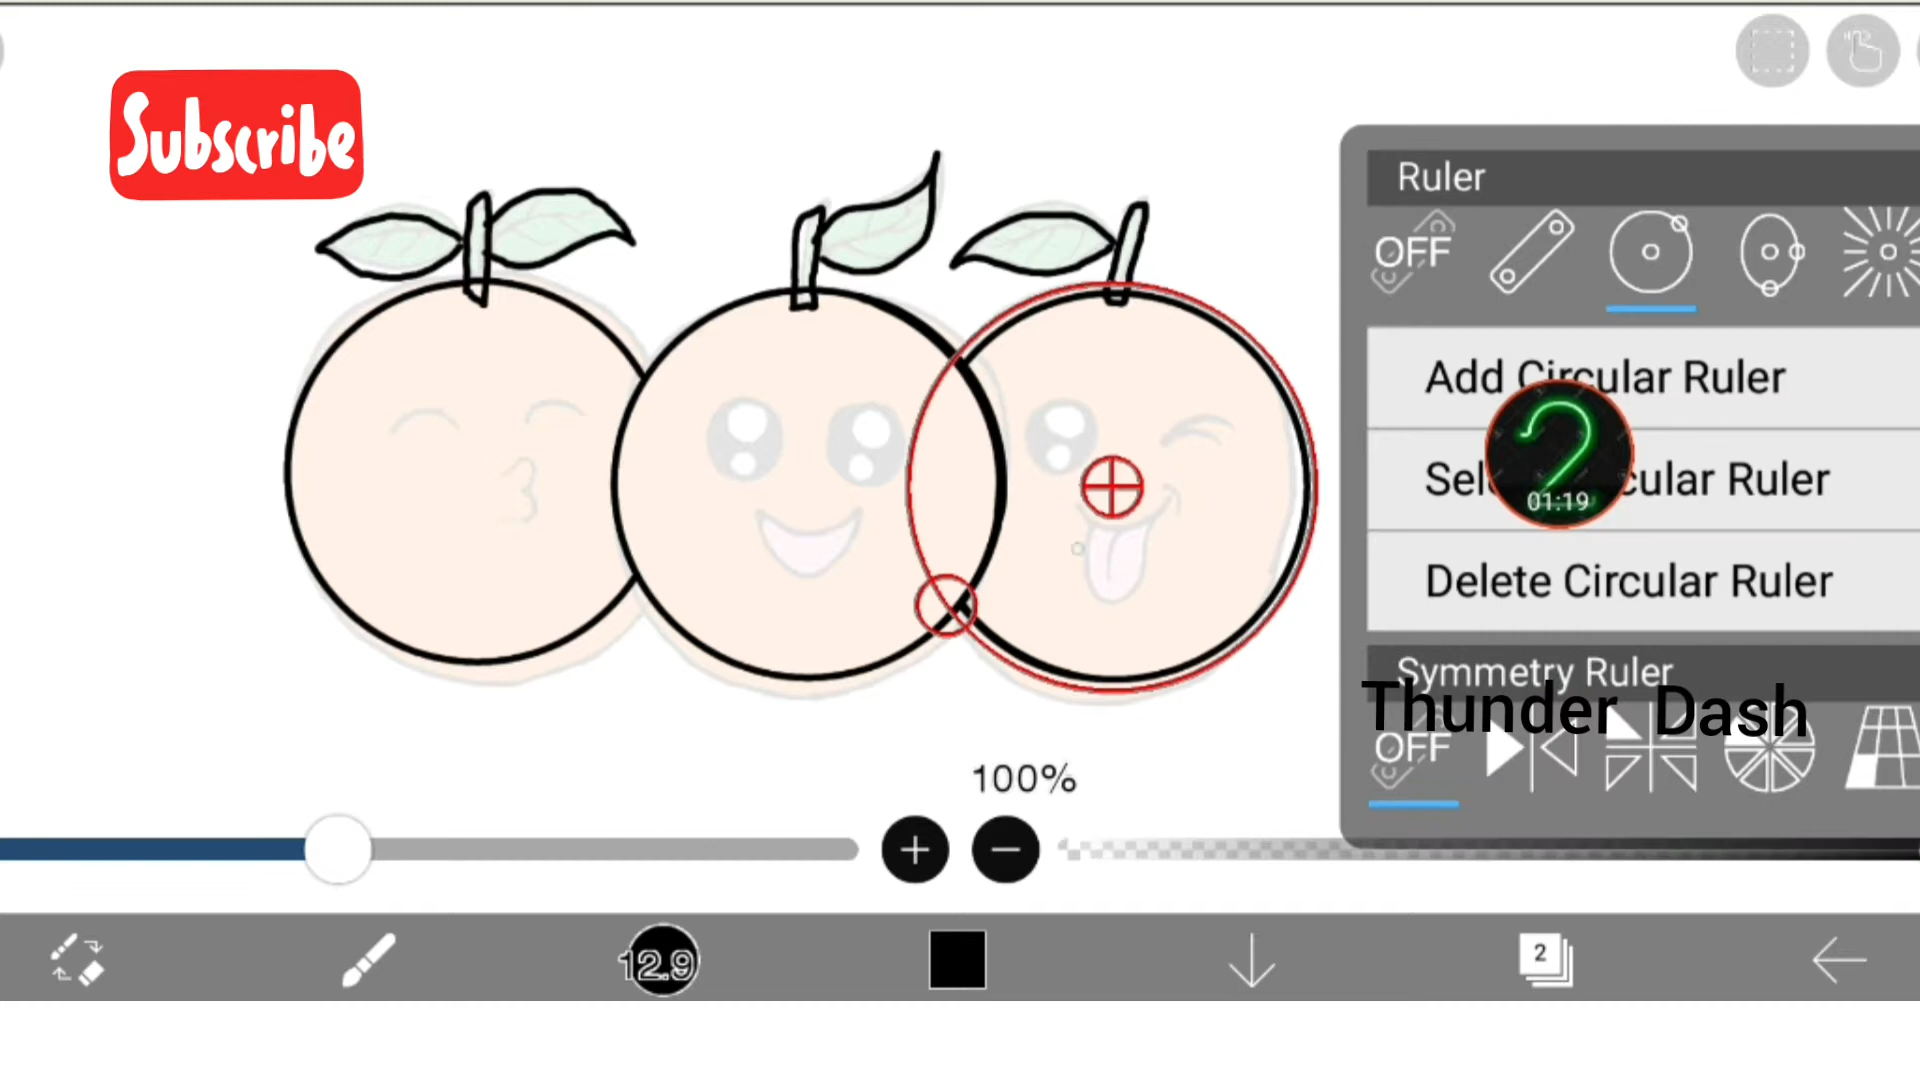 Subscribe
Ruler
OFF
Add Circular Ruler
cular Ruler
01:19
Delete Circular Ruler
Symmetry Ruler
Thunder Dash
OFF
100%
12.9
2